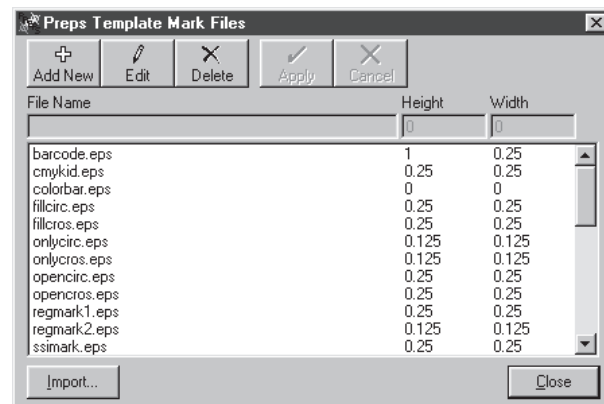 Preps Template Mark Files
Add New Edit Delete Apply Cancel
File Name Height Width
0 0
barcode.eps 1 0.25
cmykid.eps 0.25 0.25
colorbar.eps 0 0
fillcirc.eps 0.25 0.25
fillcros.eps 0.25 0.25
onlycirc.eps 0.125 0.125
onlycros.eps 0.125 0.125
opencirc.eps 0.25 0.25
opencros.eps 0.25 0.25
regmark1.eps 0.25 0.25
regmark2.eps 0.125 0.125
ssimark.eps 0.25 0.25
Import... Close